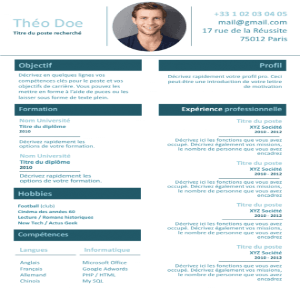 Théo Doe
Titre du poste recherché
+33 1 02 03 04 05
mail@gmail.com
17 rue de la Réussite
75012 Paris
Objectif
Décrivez en quelques lignes vos
compétences clés pour le poste et vos
objectifs de carrière. Vous pouvez les
mettre en forme à l'aide de puces ou les
laisser sous forme de texte plein.
Formation
Nom Université
Titre du diplôme
2010
Décrivez rapidement les
options de votre formation.
Nom Université
Titre du diplôme
2010
Décrivez rapidement les
options de votre formation.
Hobbies
Football (club)
Cinéma des années 60
Lecture / Romans historiques
New Tech / Actus Geek
Compétences
Langues
Informatique
Anglais
Microsoft Office
Français
Google Adwards
Allemand
PHP / HTML
Chinois
My SQL
Profil
Décrivez rapidement votre profil pro. Ceci
peut-être une introduction de votre lettre
de motivation.
Expérience professionnelle
Titre du poste
XYZ Société
2010 - 2012
Décrivez ici les fonctions que vous avez
occupé. Décrivez également vos missions,
le nombre de personne que vous avez
encadrez
Titre du poste
XYZ Société
2010 - 2012
Décrivez ici les fonctions que vous avez
occupé. Décrivez également vos missions,
le nombre de personne que vous avez
encadrez
Titre du poste
XYZ Société
2010 - 2012
Décrivez ici les fonctions que vous avez
occupé. Décrivez également vos missions,
le nombre de personne que vous avez
encadrez
Titre du poste
XYZ Société
2010 - 2012
Décrivez ici les fonctions que vous avez
occupé. Décrivez également vos missions,
le nombre de personne que vous avez
encadrez